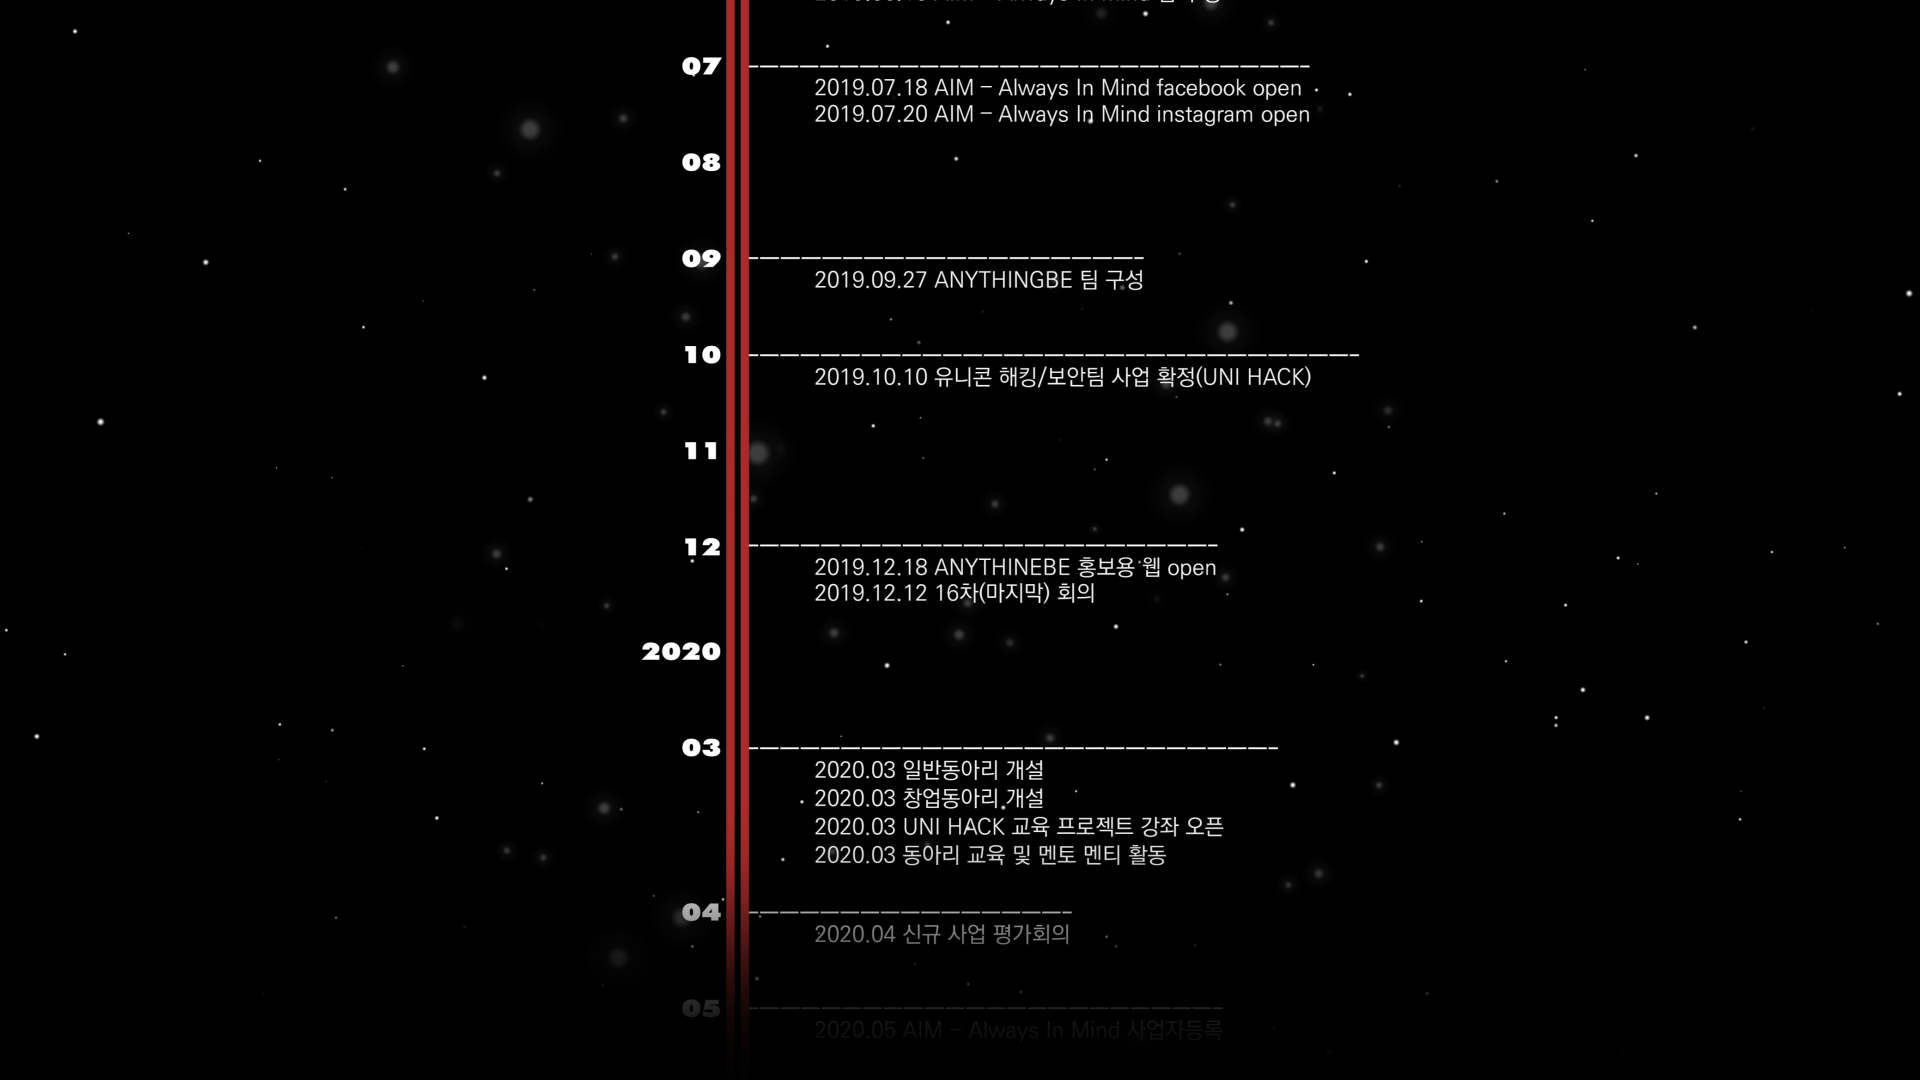 07
2019.07.18 AIM – Always In Mind facebook open
2019.07.20 AIM – Always In Mind instagram open
08
09
2019.09.27 ANYTHINGBE 팀 구성
10
2019.10.10 유니콘 해킹/보안팀 사업 확정(UNI HACK)
11
12
2019.12.18 ANYTHINEBE 홍보용 웹 open
2019.12.12 16차(마지막) 회의
2020
03
2020.03 일반동아리 개설
2020.03 창업동아리 개설
2020.03 UNI HACK 교육 프로젝트 강좌 오픈
2020.03 동아리 교육 및 멘토 멘티 활동
04
2020.04 신규 사업 평가회의
05
2020.05 AIM – Always In Mind 사업자등록